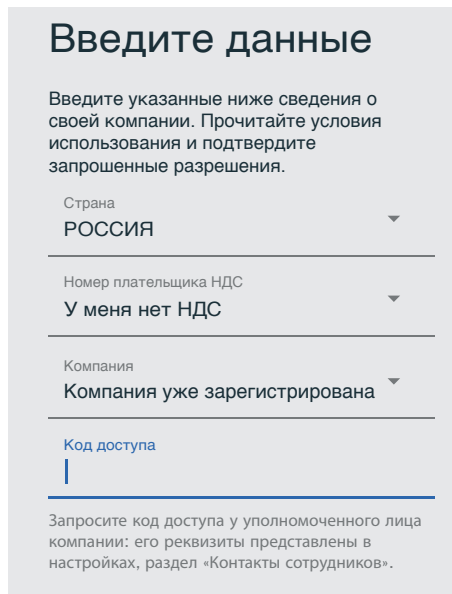 Введите данные
Введите указанные ниже сведения о
своей компании. Прочитайте условия
использования и подтвердите
запрошенные разрешения.
Страна
РОССИЯ
Номер плательщика НДС
У меня нет НДС
Компания
Компания уже зарегистрирована
Код доступа
Запросите код доступа у уполномоченного лица
компании: его реквизиты представлены в
настройках, раздел «Контакты сотрудников».